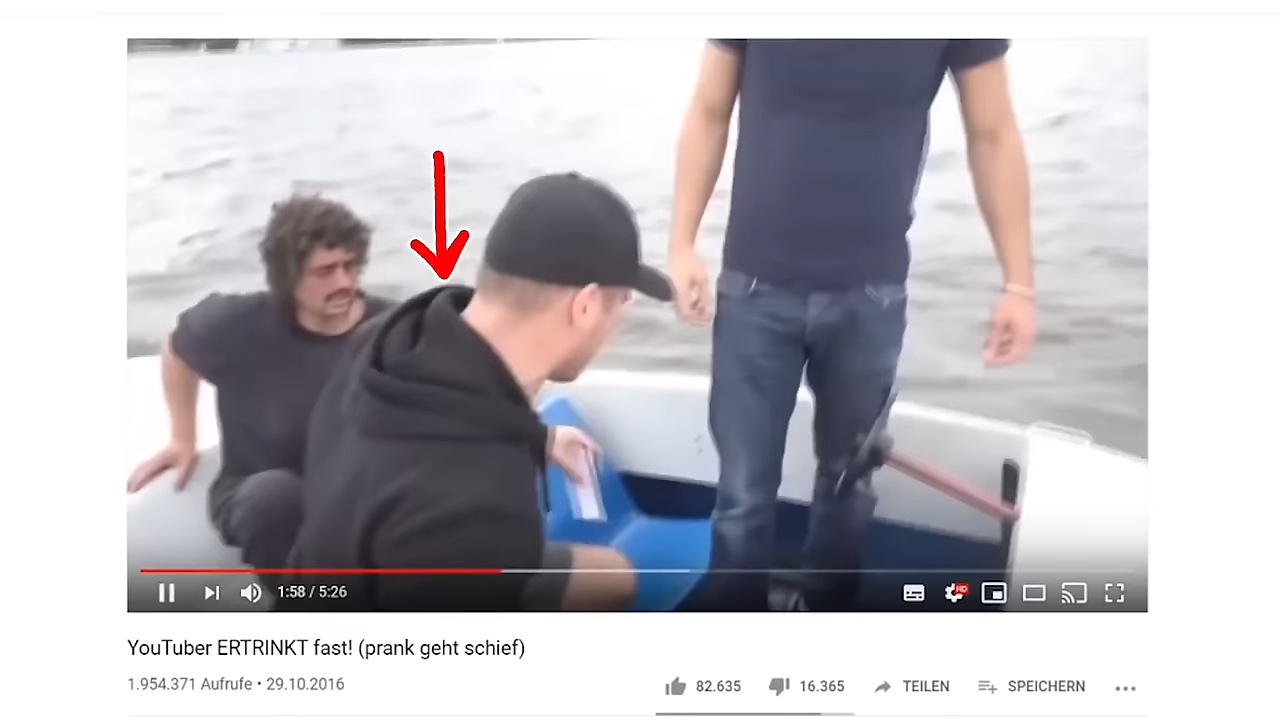 HD
1:58 / 5:26
YouTuber ERTRINKT fast! (prank geht schief)
1.954.371 Aufrufe • 29.10.2016
82.635
16.365
TEILEN
SPEICHERN